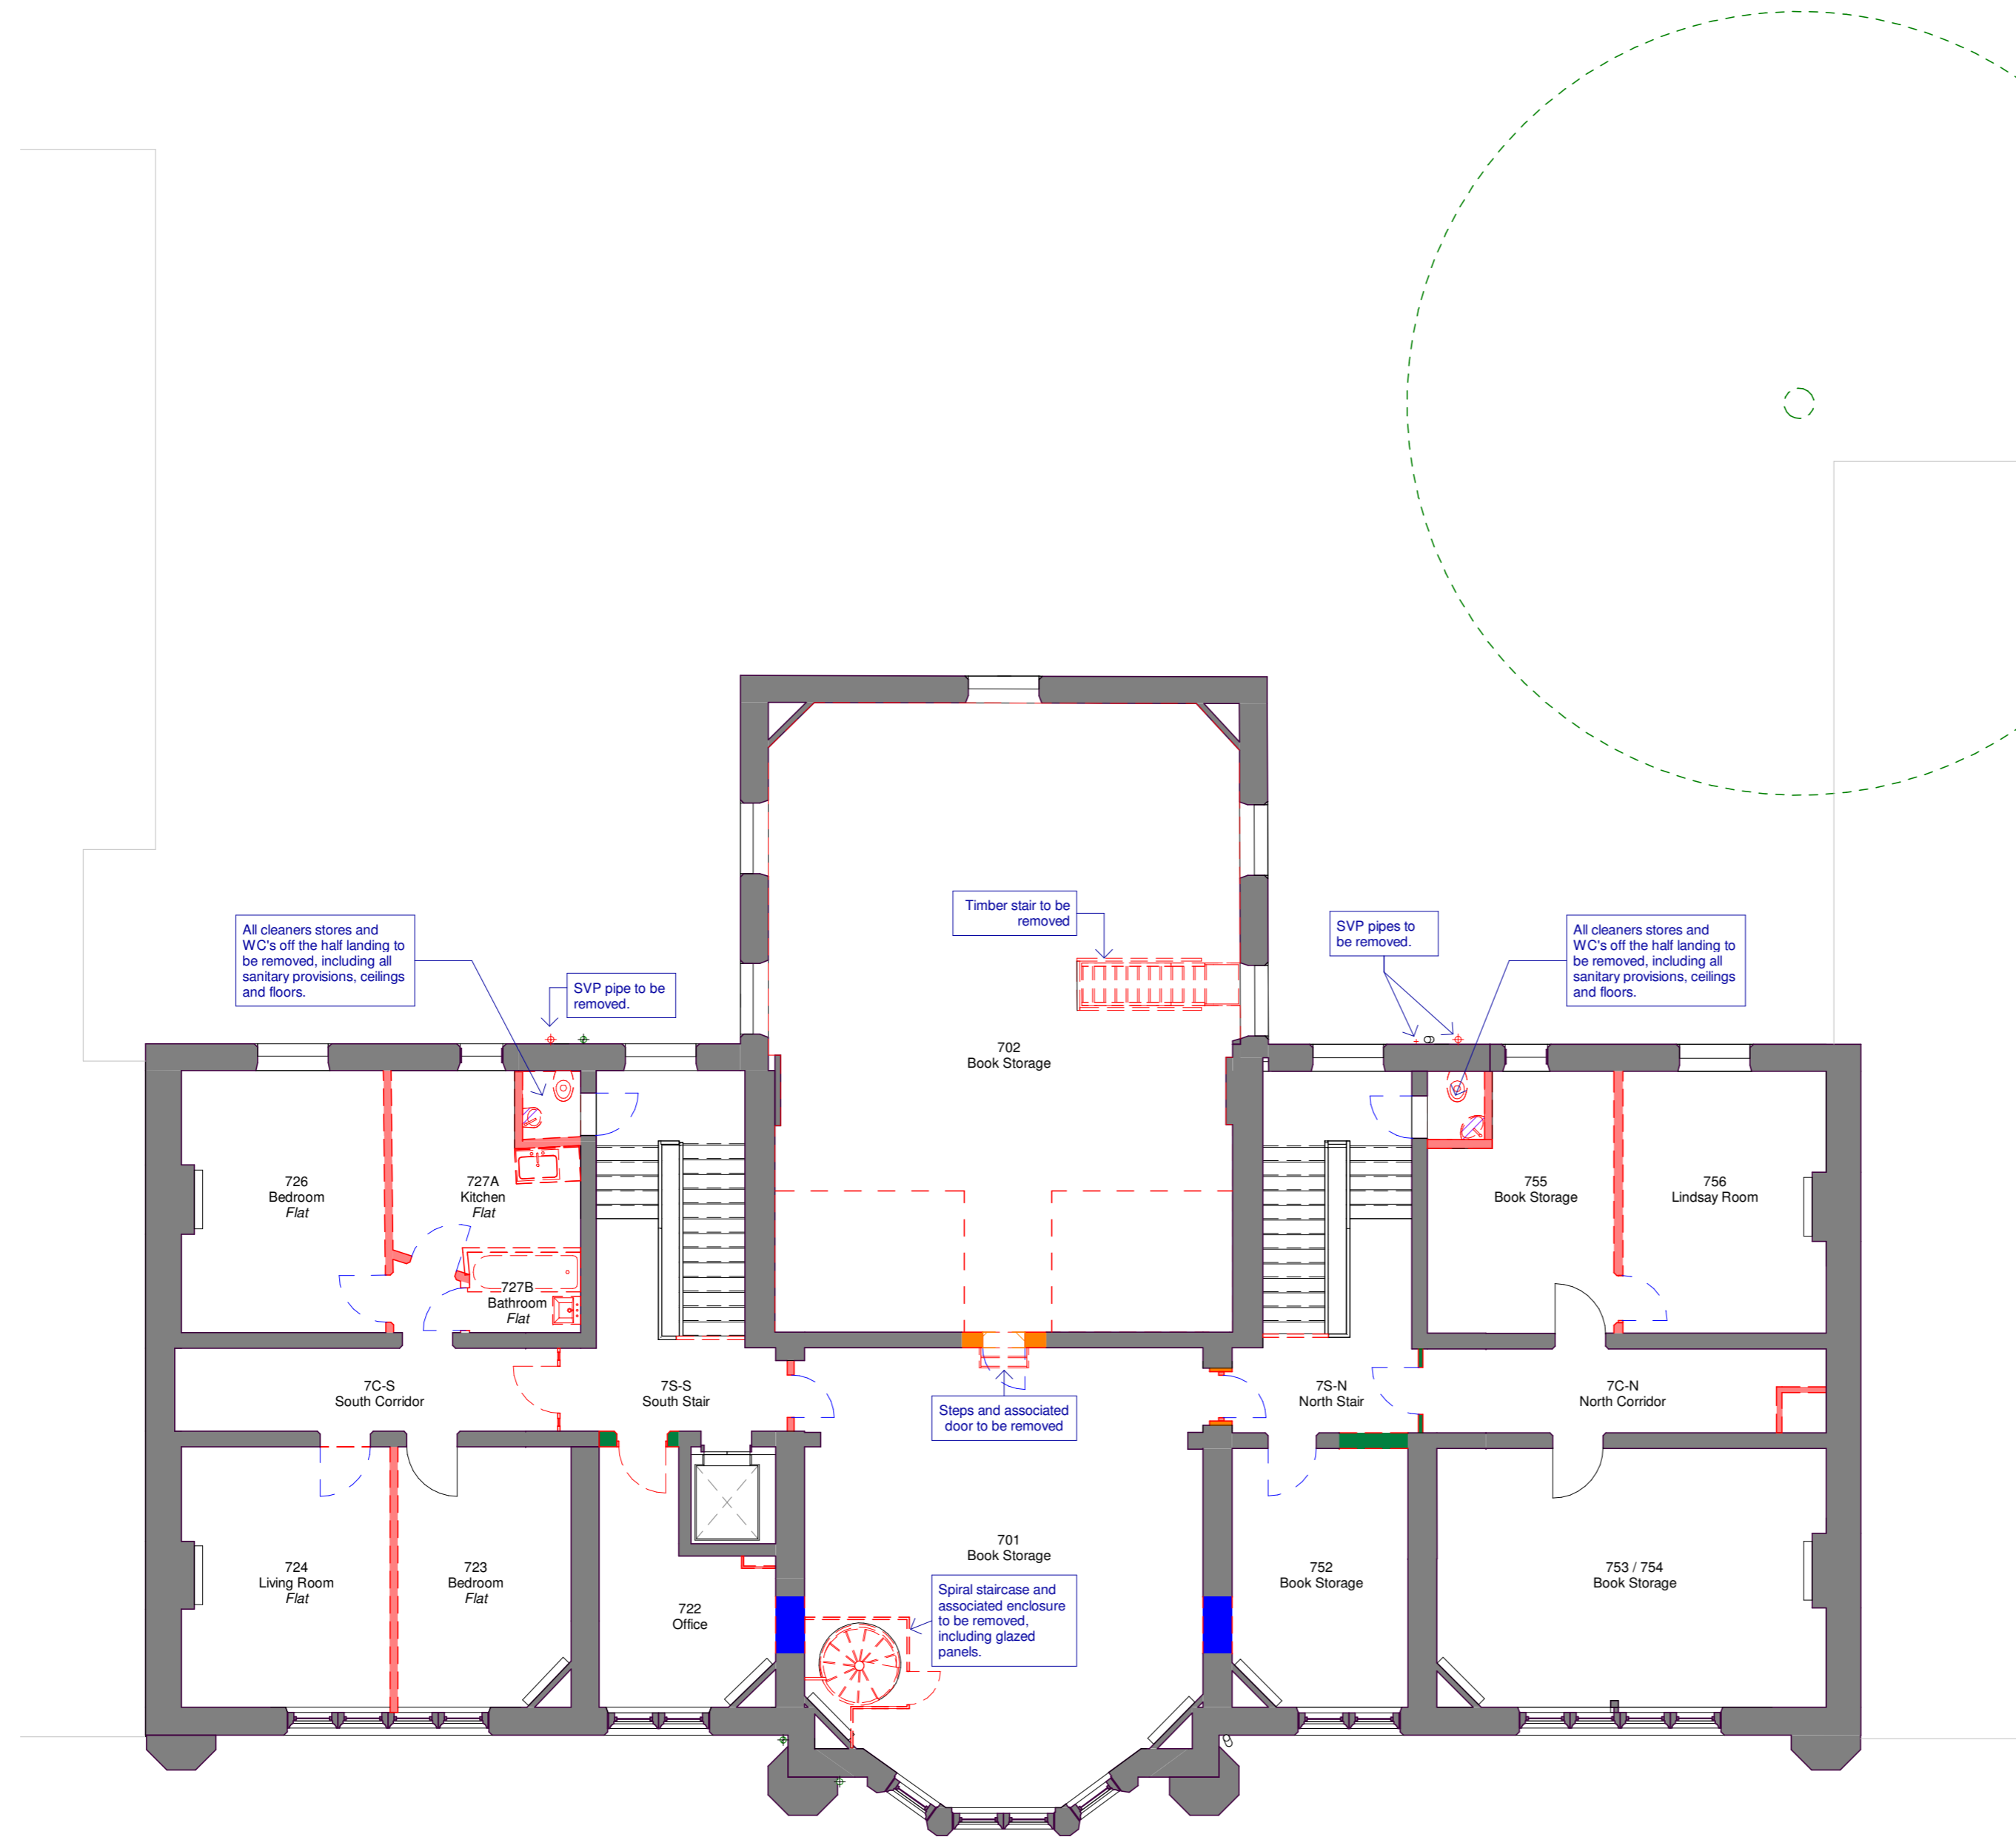 All cleaners stores and
WC's off the half landing to
be removed, including all
sanitary provisions, ceilings
and floors.
SVP pipe to be
removed.
Timber stair to be
removed
SVP pipes to
be removed.
All cleaners stores and
WC's off the half landing to
be removed, including all
sanitary provisions, ceilings
and floors.
702
Book Storage
726
Bedroom
Flat
727A
Kitchen
Flat
727B
Bathroom
Flat
755
Book Storage
756
Lindsay Room
7C-S
South Corridor
7S-S
South Stair
Steps and associated
door to be removed
7S-N
North Stair
7C-N
North Corridor
724
Living Room
Flat
723
Bedroom
Flat
722
Office
701
Book Storage
Spiral staircase and
associated enclosure
to be removed,
including glazed
panels.
752
Book Storage
753 / 754
Book Storage